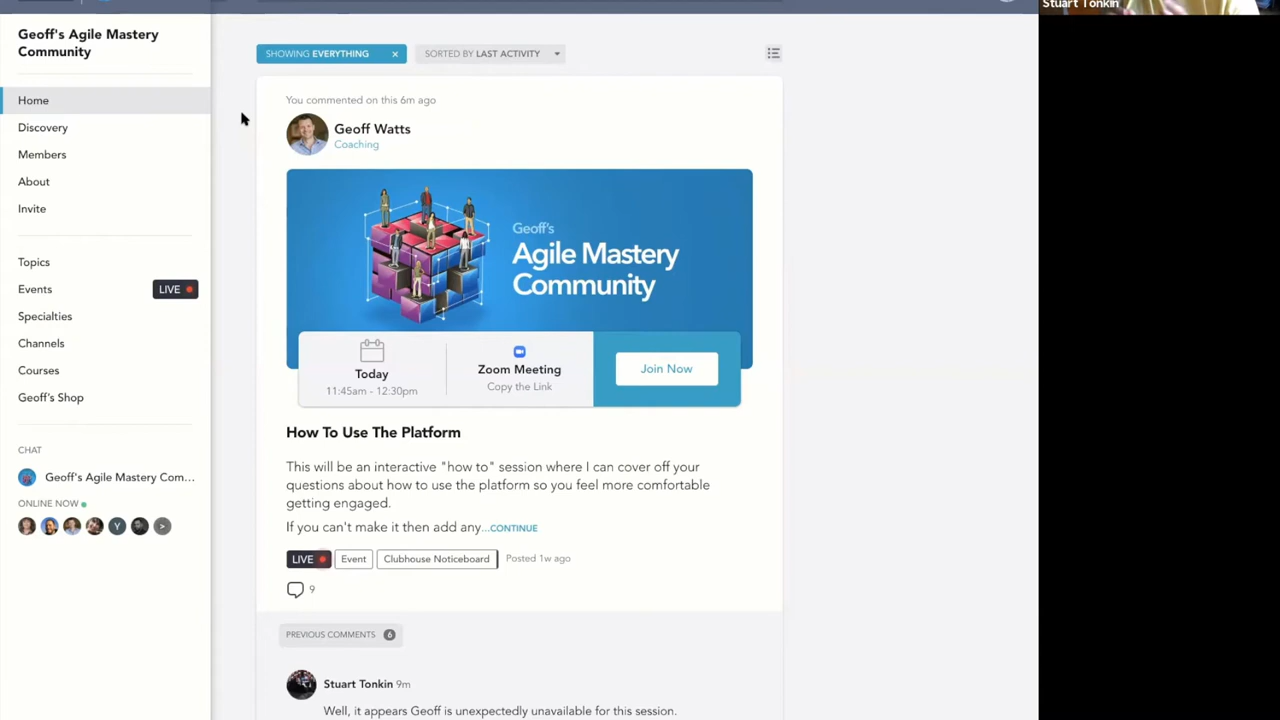 Stuart Tonkin
Geoff's Agile Mastery
Community
Home
Discovery
Members
About
Invite
Topics
Events
LIVE
Specialties
Channels
Courses
Geoff's Shop
CHAT
Geoff's Agile Mastery Com...
ONLINE NOW
Y
>
SHOWING EVERYTHING ×
SORTED BY LAST ACTIVITY
You commented on this 6m ago
Geoff Watts
Coaching
Geoff's
Agile Mastery
Community
Today
11:45am - 12:30pm
Zoom Meeting
Copy the Link
Join Now
How To Use The Platform
This will be an interactive "how to" session where I can cover off your
questions about how to use the platform so you feel more comfortable
getting engaged.
If you can't make it then add any...CONTINUE
LIVE Event Clubhouse Noticeboard Posted 1w ago
9
PREVIOUS COMMENTS 6
Stuart Tonkin 9m
Well, it appears Geoff is unexpectedly unavailable for this session.